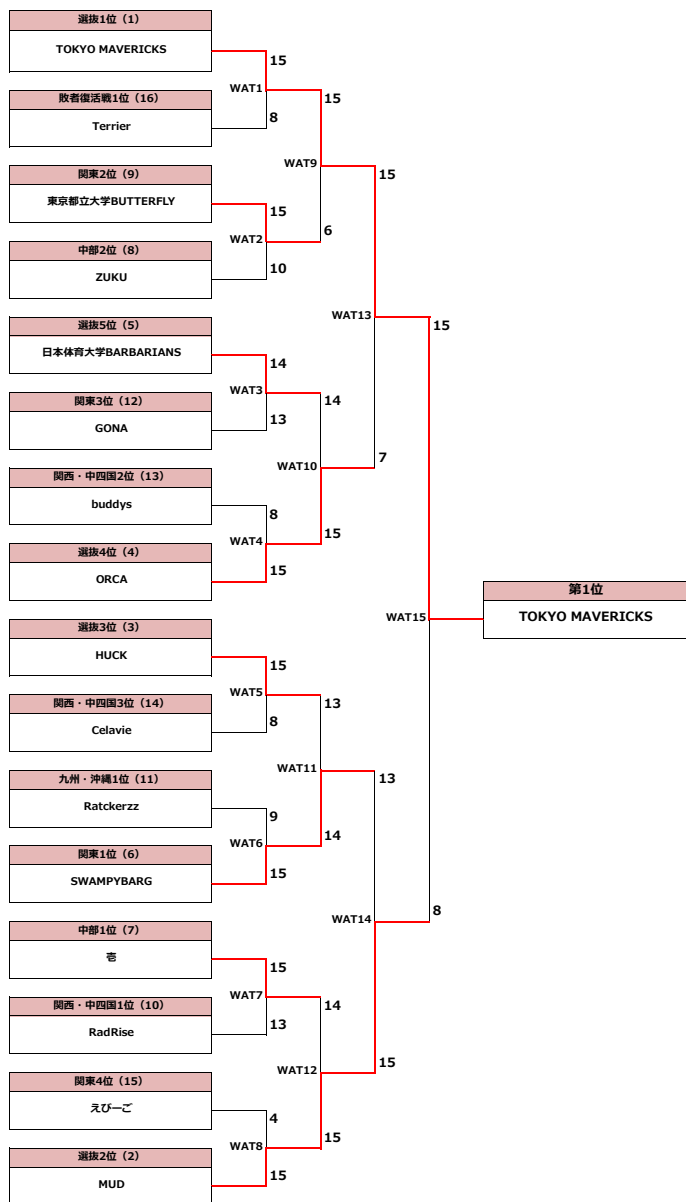 選抜1位（1）
TOKYO MAVERICKS
15
WAT1
15
敗者復活戦1位（16）
8
Terrier
WAT9
15
関東2位（9）
東京都立大学BUTTERFLY
15
WAT2
6
中部2位（8）
10
ZUKU
WAT13
15
選抜5位（5）
日本体育大学BARBARIANS
14
WAT3
14
関東3位（12）
13
GONA
WAT10
7
関西・中四国2位（13）
buddys
8
WAT4
15
選抜4位（4）
15
ORCA
第1位
WAT15
TOKYO MAVERICKS
選抜3位（3）
HUCK
15
WAT5
13
関西・中四国3位（14）
8
Celavie
WAT11
13
九州・沖縄1位（11）
Ratckerzz
9
WAT6
14
関東1位（6）
15
SWAMPYBARG
WAT14
8
中部1位（7）
壱
15
WAT7
14
関西・中四国1位（10）
13
RadRise
WAT12
15
関東4位（15）
えびーご
4
WAT8
15
選抜2位（2）
15
MUD